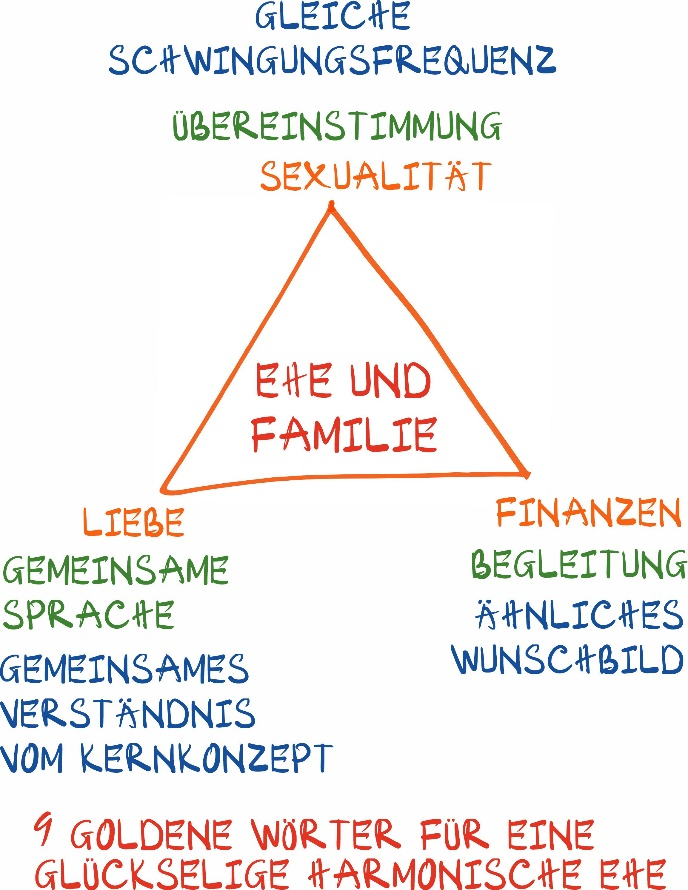 GLEICHE
SCHWINGUNGSFREQUENZ
ÜBEREINSTIMMUNG
SEXUALITÄT
EHE UND
FAMILIE
LIEBE
GEMEINSAME
SPRACHE
GEMEINSAMES
VERSTÄNDNIS
VOM KERNKONZEPT
FINANZEN
BEGLEITUNG
ÄHNLICHES
WUNSCHBILD
9 GOLDENE WÖRTER FÜR EINE
GLÜCKSELIGE HARMONISCHE EHE